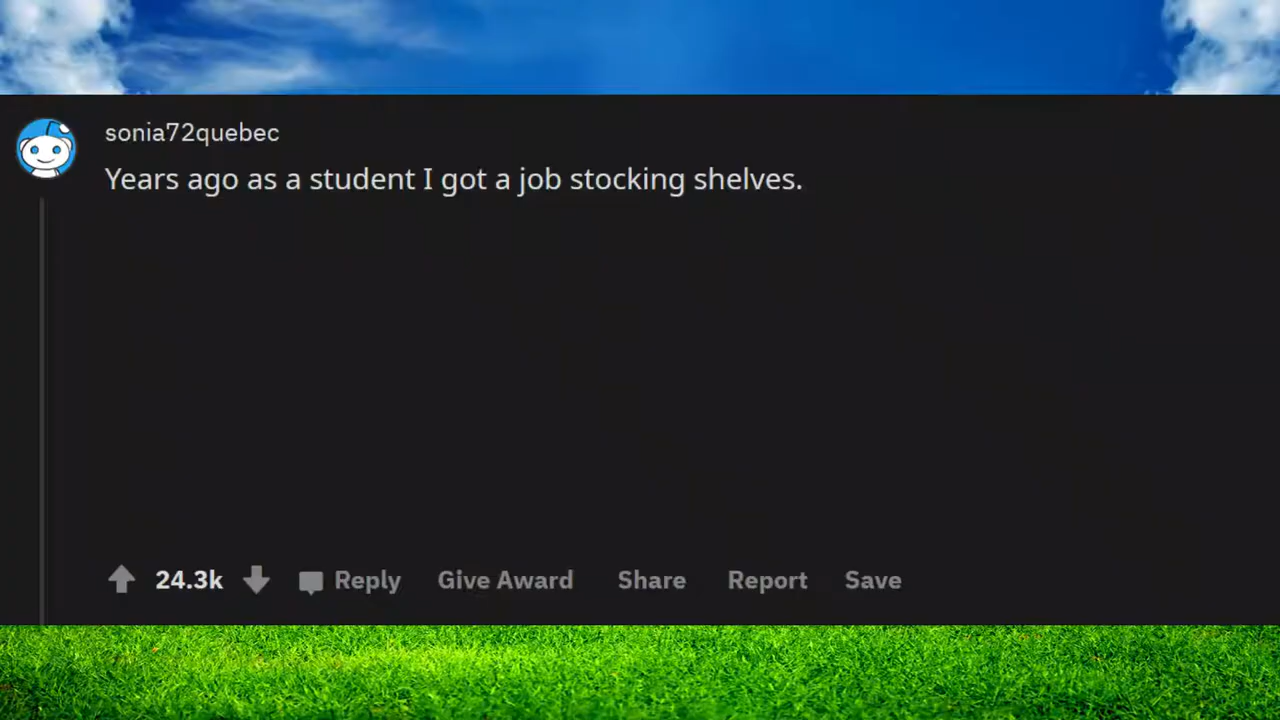 sonia72quebec
Years ago as a student I got a job stocking shelves.
24.3k Reply Give Award Share Report Save